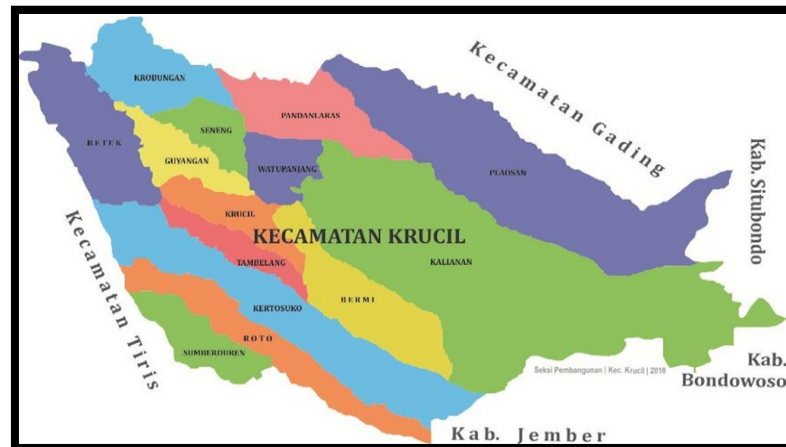 Kecamatan Gading
KROBUNGAN
PANDANLARAS
SENENG
BETEK
GUYANGAN
WATUPANJANG
PLAOSAN
Kab. Situbondo
KRUCIL
KECAMATAN KRUCIL
TAMBELANG
KALIANAN
Kecamatan Tiris
BERMI
KERTOSUKO
ROTO
SUMBERDUREN
Seksi Pembangunan | Kec. Krucil | 2018
Kab.
Bondowoso
Kab. Jember